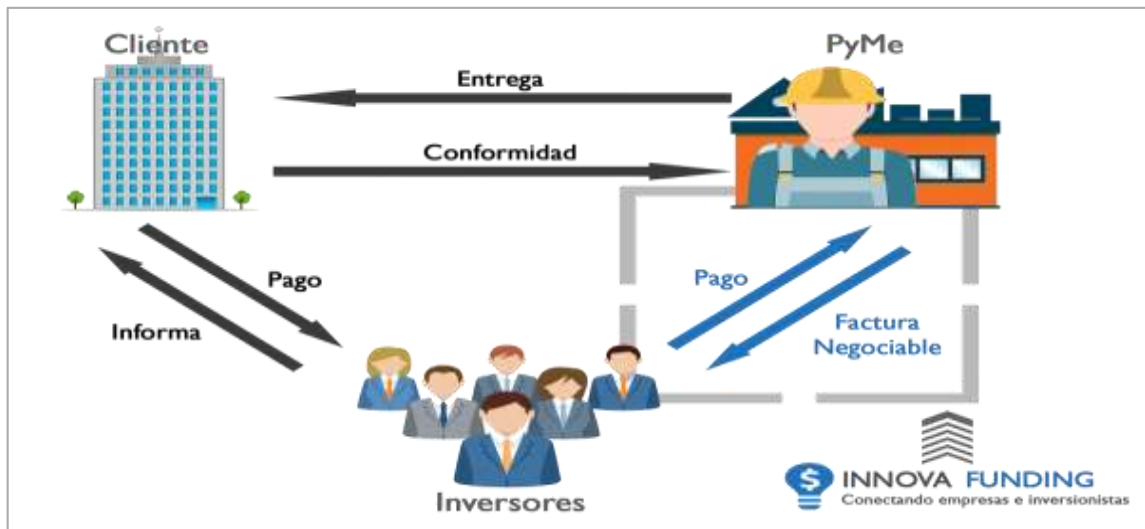 Cliente
PyMe
Entrega
Conformidad
Pago
Informa
Pago
Factura
Negociable
Inversores
$
INNOVA FUNDING
Conectando empresas e inversionistas